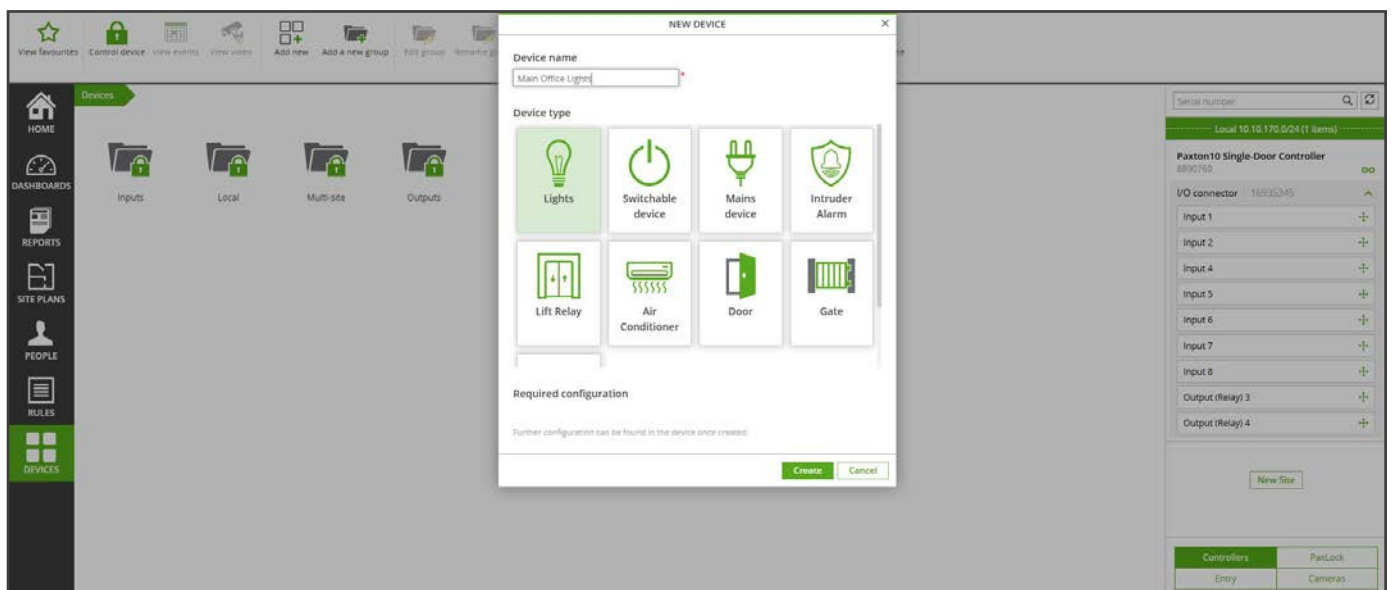 NEW DEVICE
View favourites
Control device
View events
View video
Add new
Add a new group
Edit group
Device name
Main Office Lights
*
Device type
Lights
Switchable device
Mains device
Intruder Alarm
Lift Relay
Air Conditioner
Door
Gate
Required configuration
Further configuration can be found in the device once created.
Create
Cancel
HOME
DASHBOARDS
REPORTS
SITE PLANS
PEOPLE
RULES
DEVICES
Devices
Inputs
Local
Multi-site
Outputs
Serial number
Local 10.10.170.0/24 (1 items)
Paxton10 Single-Door Controller
8890760
I/O connector 16935245
Input 1
Input 2
Input 4
Input 5
Input 6
Input 7
Input 8
Output (Relay) 3
Output (Relay) 4
New Site
Controllers
PaxLock
Entry
Cameras